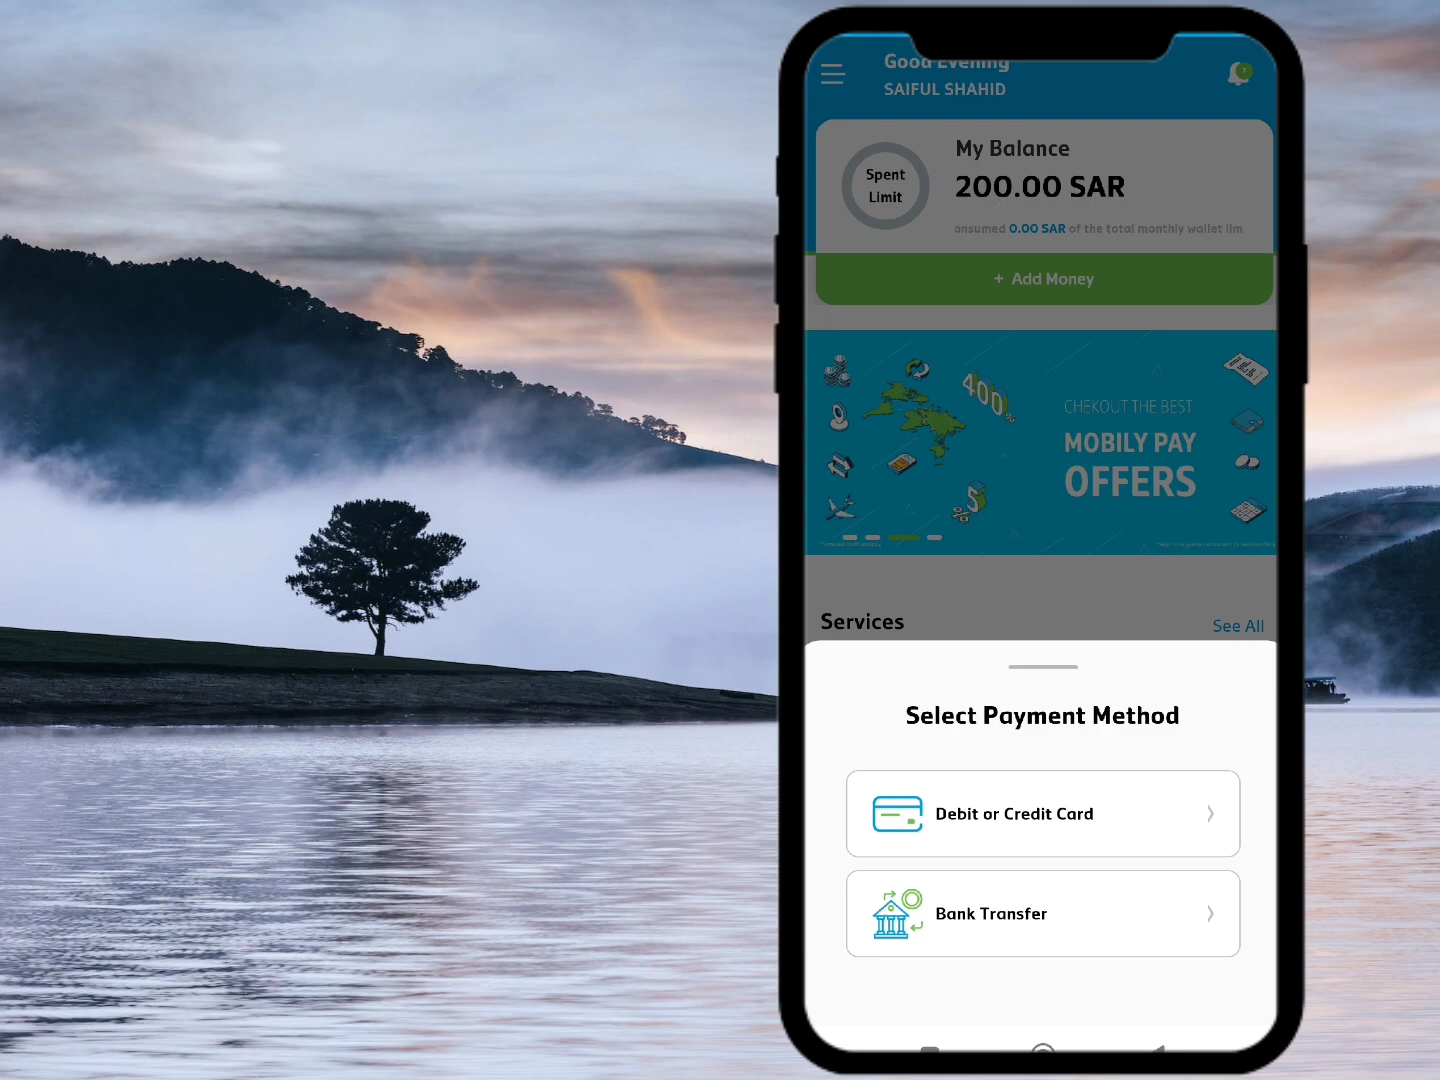 Good Evening
SAIFUL SHAHID
My Balance
Spent
Limit
200.00 SAR
onsumed 0.00 SAR of the total monthly wallet lim
+ Add Money
400
%
CHEKOUT THE BEST
MOBILY PAY
OFFERS
5
%
Services
See All
Select Payment Method
Debit or Credit Card
Bank Transfer